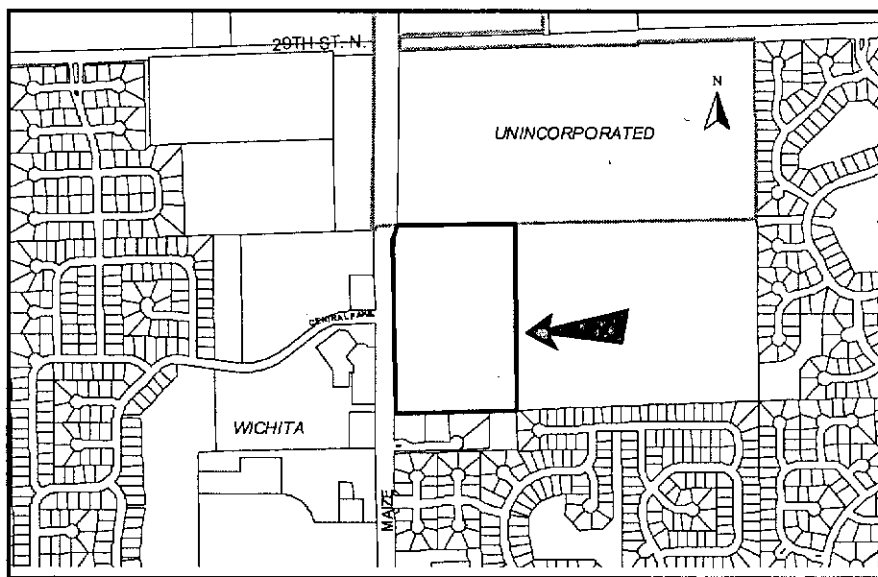 29TH ST. N.
N
UNINCORPORATED
CENTRAL PARK
WICHITA
MAIZE